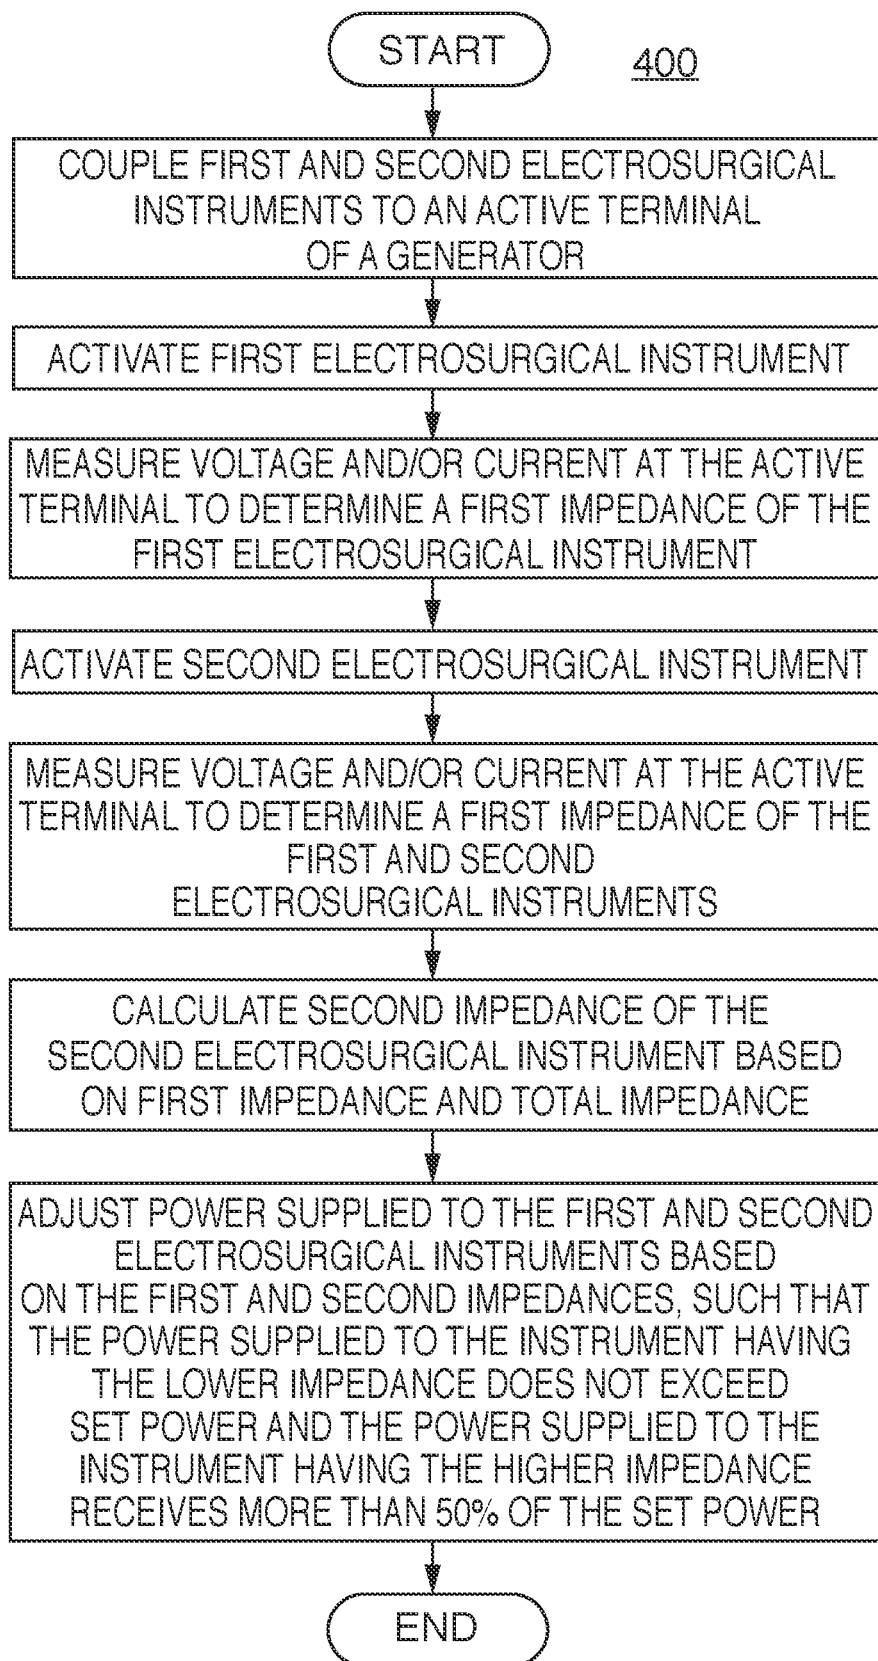 START
400
COUPLE FIRST AND SECOND ELECTROSURGICAL
INSTRUMENTS TO AN ACTIVE TERMINAL
OF A GENERATOR
ACTIVATE FIRST ELECTROSURGICAL INSTRUMENT
MEASURE VOLTAGE AND/OR CURRENT AT THE ACTIVE
TERMINAL TO DETERMINE A FIRST IMPEDANCE OF THE
FIRST ELECTROSURGICAL INSTRUMENT
ACTIVATE SECOND ELECTROSURGICAL INSTRUMENT
MEASURE VOLTAGE AND/OR CURRENT AT THE ACTIVE
TERMINAL TO DETERMINE A FIRST IMPEDANCE OF THE
FIRST AND SECOND
ELECTROSURGICAL INSTRUMENTS
CALCULATE SECOND IMPEDANCE OF THE
SECOND ELECTROSURGICAL INSTRUMENT BASED
ON FIRST IMPEDANCE AND TOTAL IMPEDANCE
ADJUST POWER SUPPLIED TO THE FIRST AND SECOND
ELECTROSURGICAL INSTRUMENTS BASED
ON THE FIRST AND SECOND IMPEDANCES, SUCH THAT
THE POWER SUPPLIED TO THE INSTRUMENT HAVING
THE LOWER IMPEDANCE DOES NOT EXCEED
SET POWER AND THE POWER SUPPLIED TO THE
INSTRUMENT HAVING THE HIGHER IMPEDANCE
RECEIVES MORE THAN 50% OF THE SET POWER
END